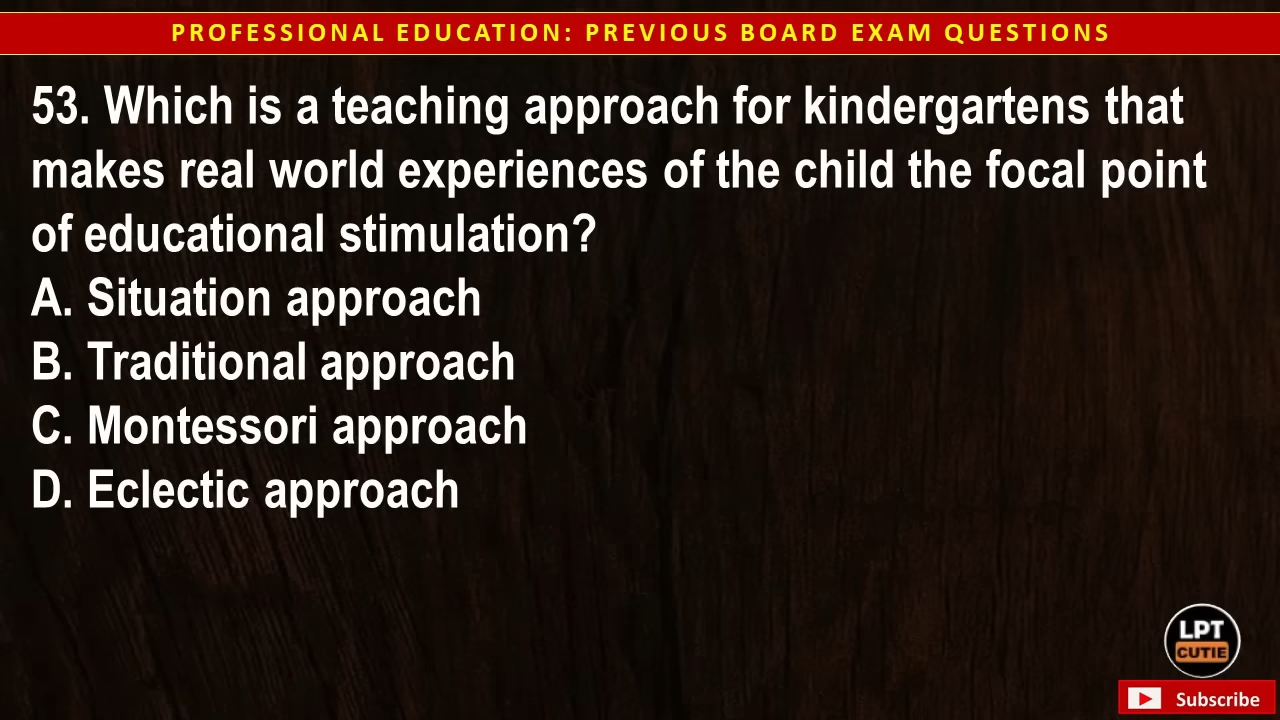 PROFESSIONAL EDUCATION: PREVIOUS BOARD EXAM QUESTIONS
53. Which is a teaching approach for kindergartens that
makes real world experiences of the child the focal point
of educational stimulation?
A. Situation approach
B. Traditional approach
C. Montessori approach
D. Eclectic approach
LPT
CUTIE
Subscribe